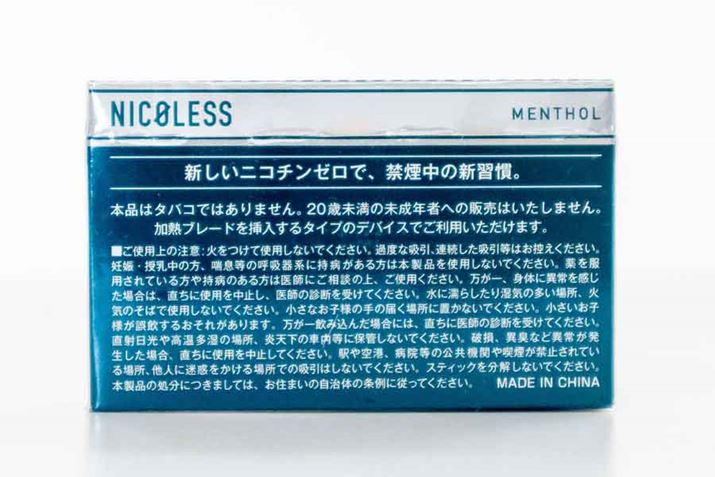 NICOLESS MENTHOL
新しいニコチンゼロで、禁煙中の新習慣。
本品はタバコではありません。20歳未満の未成年者への販売はいたしません。
加熱ブレードを挿入するタイプのデバイスでご利用いただけます。
■ご使用上の注意:火をつけて使用しないでください。過度な吸引、連続した吸引等はお控えください。
妊娠・授乳中の方、喘息等の呼吸器系に持病がある方は本製品を使用しないでください。薬を服
用されている方や持病のある方は医師にご相談の上、ご使用ください。万が一、身体に異常を感じ
た場合は、直ちに使用を中止し、医師の診断を受けてください。水に濡らしたり湿気の多い場所、火
気のそばで使用しないでください。小さなお子様の手の届く場所に置かないでください。小さいお子
様が誤飲するおそれがあります。万が一飲み込んだ場合には、直ちに医師の診断を受けてください。
直射日光や高温多湿の場所、炎天下の車内等に保管しないでください。破損、異臭など異常が発
生した場合、直ちに使用を中止してください。駅や空港、病院等の公共機関や喫煙が禁止されてい
る場所、他人に迷惑をかける場所での吸引はしないでください。スティックを分解しないでください。
本製品の処分につきましては、お住まいの自治体の条例に従ってください。 MADE IN CHINA